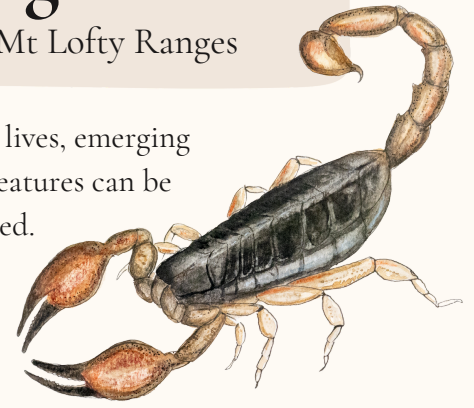 g
Mt Lofty Ranges
lives, emerging
eatures can be
ed.